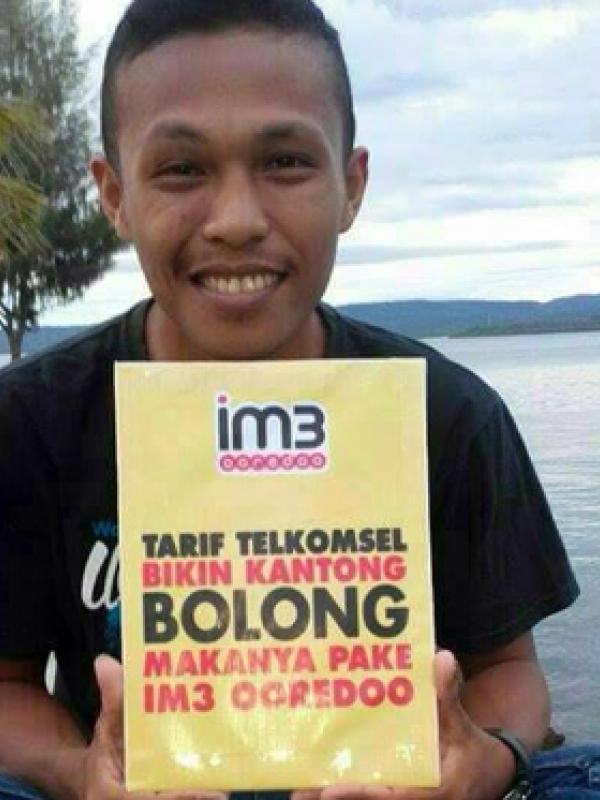 im3
ooredoo
TARIF TELKOMSEL
BIKIN KANTONG
BOLONG
MAKANYA PAKE
IM3 OOREDOO